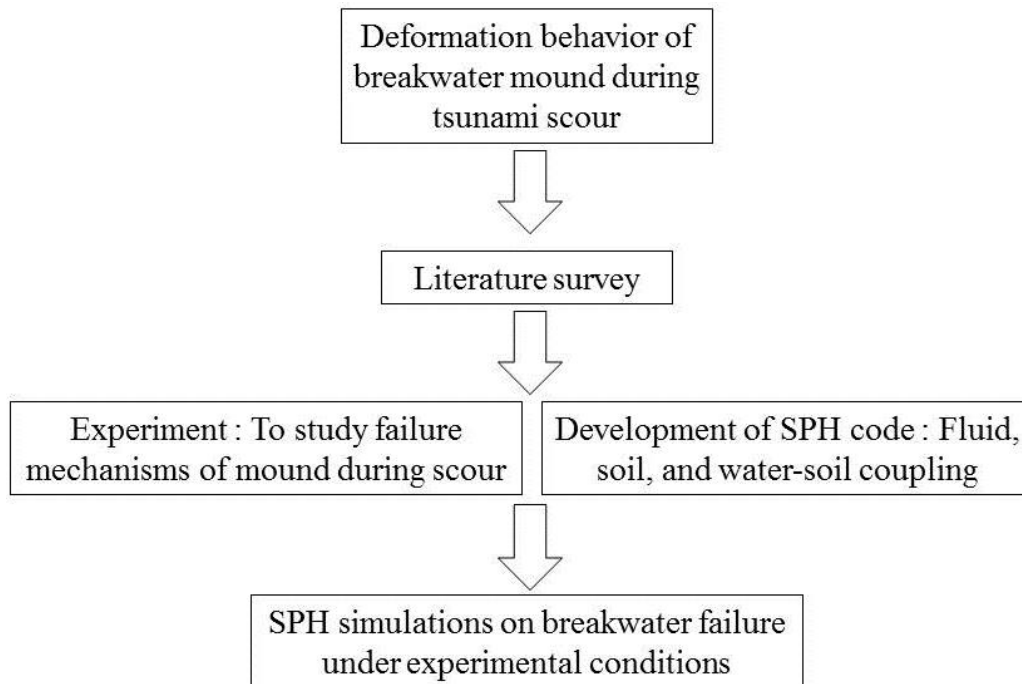 Deformation behavior of
breakwater mound during
tsunami scour
Literature survey
Experiment : To study failure
mechanisms of mound during scour
Development of SPH code : Fluid,
soil, and water-soil coupling
SPH simulations on breakwater failure
under experimental conditions